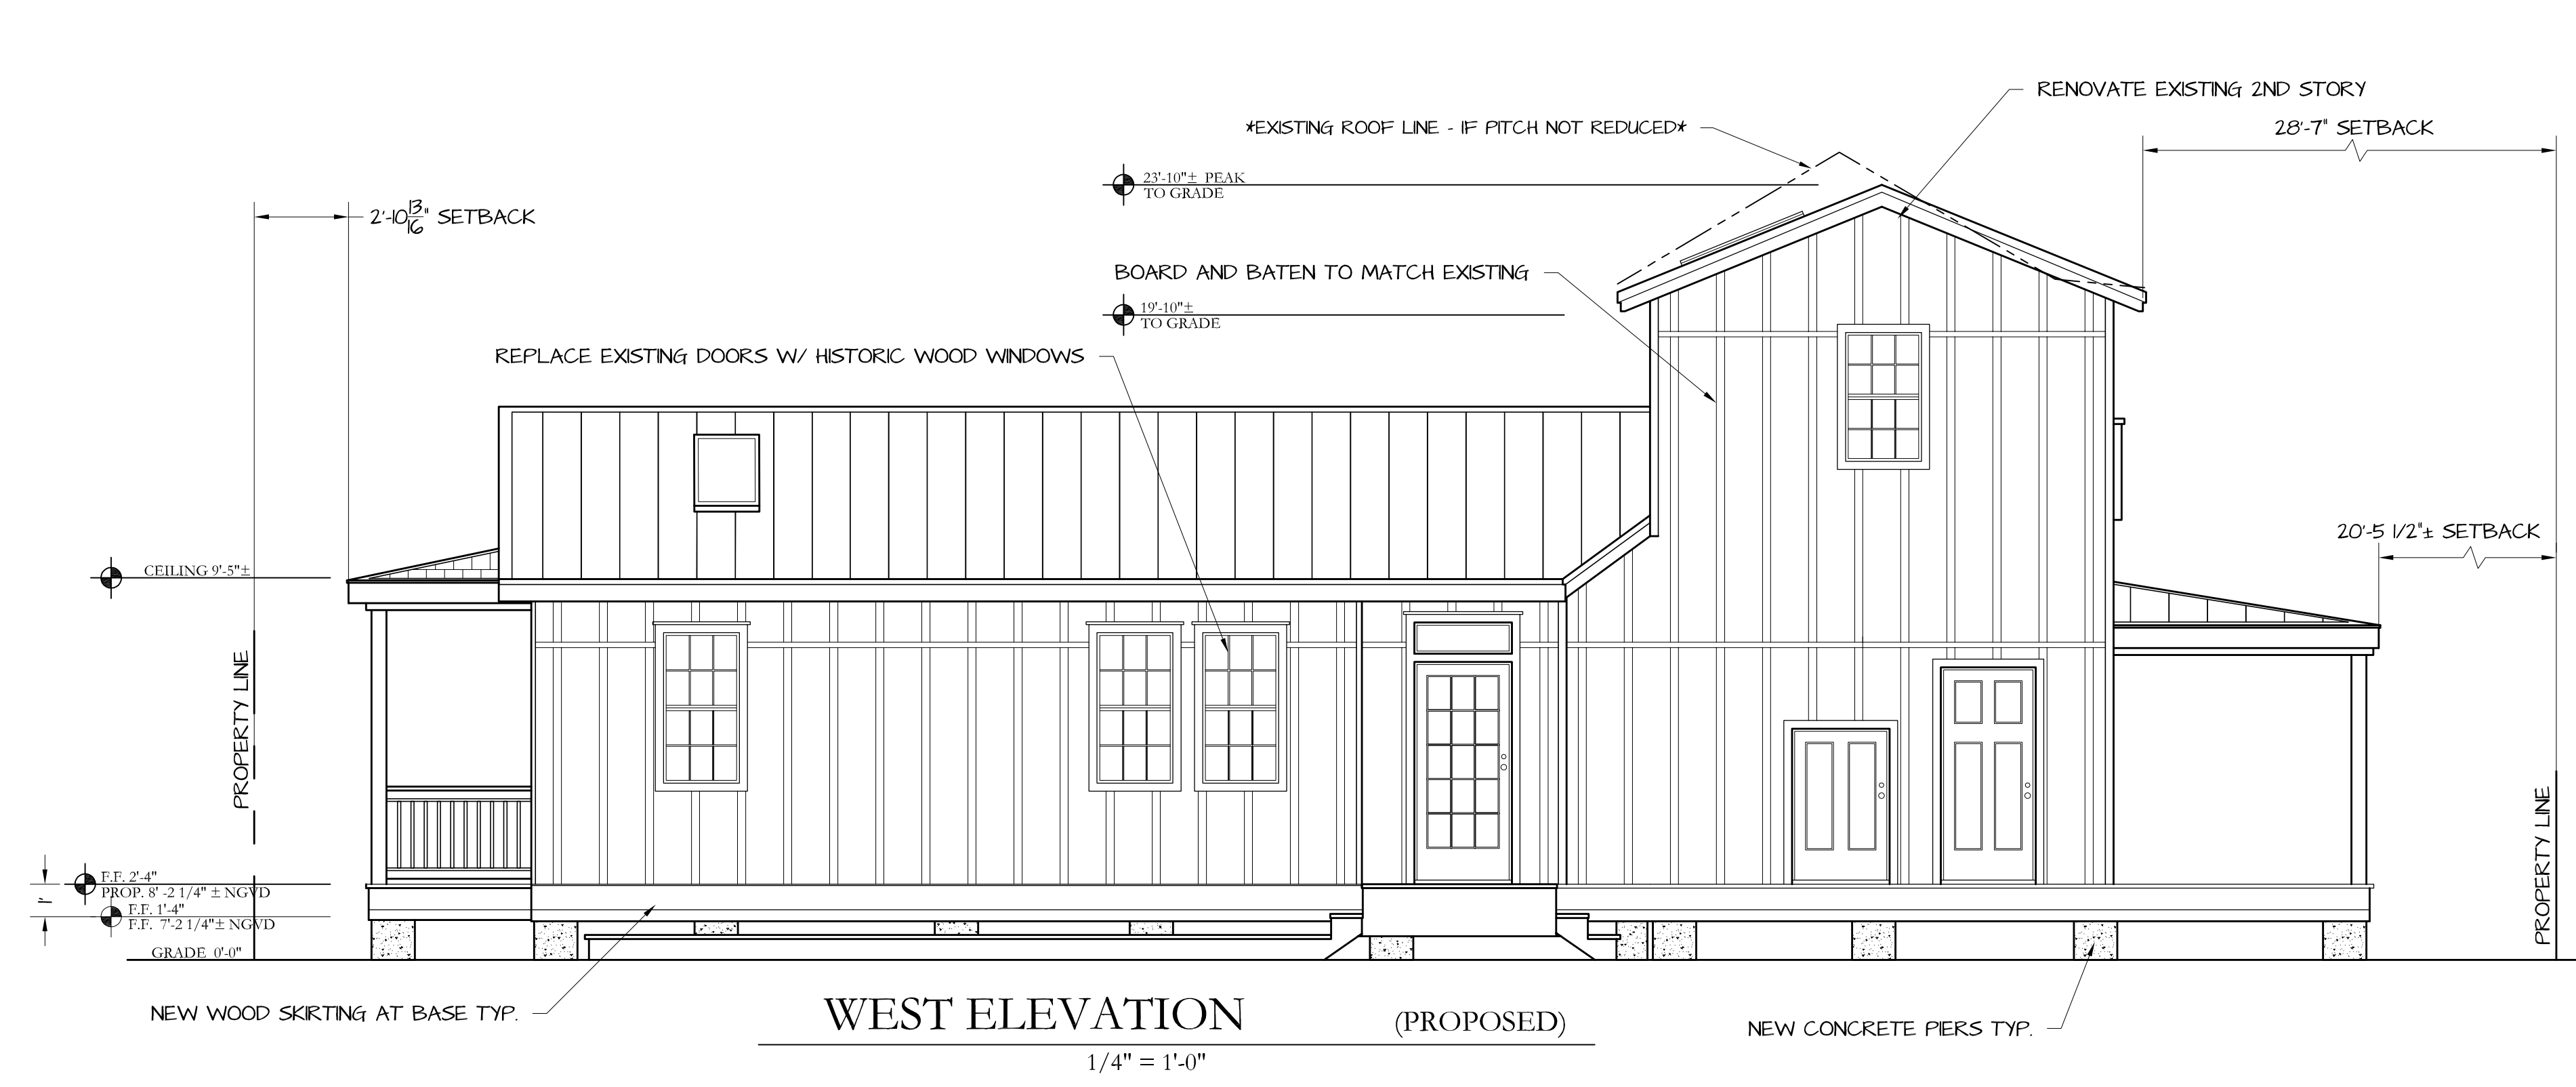 RENOVATE EXISTING 2ND STORY
*EXISTING ROOF LINE - IF PITCH NOT REDUCED*
28'-7" SETBACK
23'-10"± PEAK
TO GRADE
2'-10 13/16" SETBACK
BOARD AND BATEN TO MATCH EXISTING
19'-10"±
TO GRADE
REPLACE EXISTING DOORS W/ HISTORIC WOOD WINDOWS
20'-5 1/2"± SETBACK
CEILING 9'-5"±
PROPERTY LINE
PROPERTY LINE
F.F. 2'-4"
PROP. 8' -2 1/4" ± NGVD
1'
F.F. 1'-4"
F.F. 7'-2 1/4"± NGVD
GRADE 0'-0"
NEW WOOD SKIRTING AT BASE TYP.
WEST ELEVATION (PROPOSED)
NEW CONCRETE PIERS TYP.
1/4" = 1'-0"